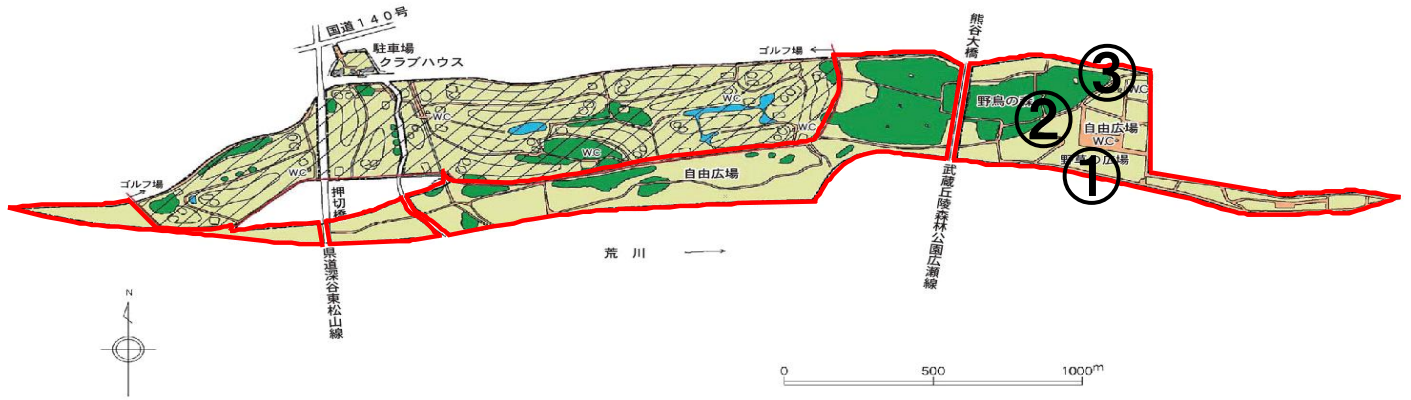 国道140号
駐車場
クラブハウス
ゴルフ場
熊谷大橋
③
WC
野鳥の
②
自由広場
WC
WC
WC
WC
WC
WC
①
広場
自由広場
ゴルフ場
押切橋
県道深谷東松山線
武蔵丘陵森林公園広瀬線
荒川
N
0 500 1000m